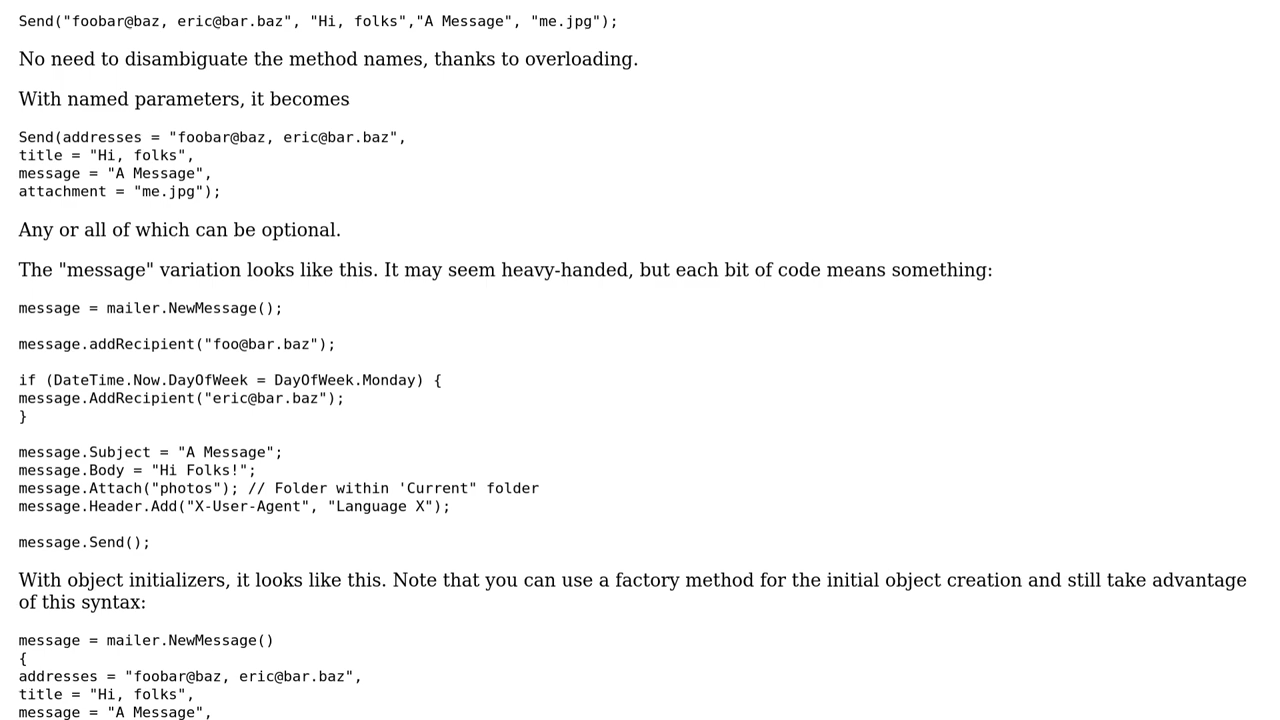 Send("foobar@baz, eric@bar.baz", "Hi, folks","A Message", "me.jpg");
No need to disambiguate the method names, thanks to overloading.
With named parameters, it becomes
Send(addresses = "foobar@baz, eric@bar.baz",
title = "Hi, folks",
message = "A Message",
attachment = "me.jpg");
Any or all of which can be optional.
The "message" variation looks like this. It may seem heavy-handed, but each bit of code means something:
message = mailer.NewMessage();
message.addRecipient("foo@bar.baz");
if (DateTime.Now.DayOfWeek = DayOfWeek.Monday) {
message.AddRecipient("eric@bar.baz");
}
message.Subject = "A Message";
message.Body = "Hi Folks!";
message.Attach("photos"); // Folder within 'Current" folder
message.Header.Add("X-User-Agent", "Language X");
message.Send();
With object initializers, it looks like this. Note that you can use a factory method for the initial object creation and still take advantage
of this syntax:
message = mailer.NewMessage()
{
addresses = "foobar@baz, eric@bar.baz",
title = "Hi, folks",
message = "A Message",